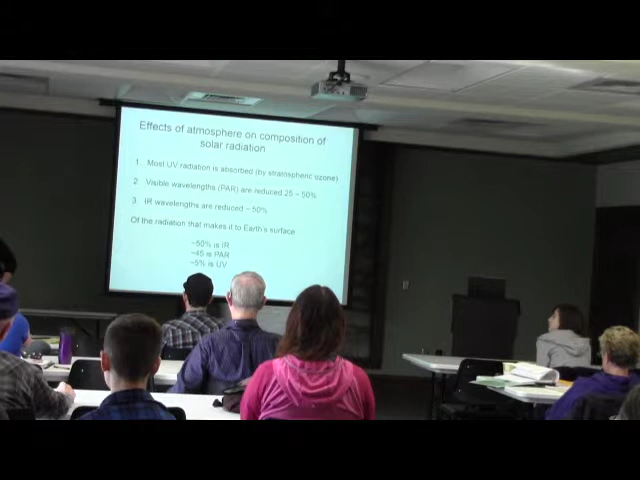 Effects of atmosphere on composition of
solar radiation
1. Most UV radiation is absorbed (by stratospheric ozone)
2. Visible wavelengths (PAR) are reduced 25 – 50%
3. IR wavelengths are reduced ~ 50%
Of the radiation that makes it to Earth's surface
~50% is IR
~45 is PAR
~5% is UV